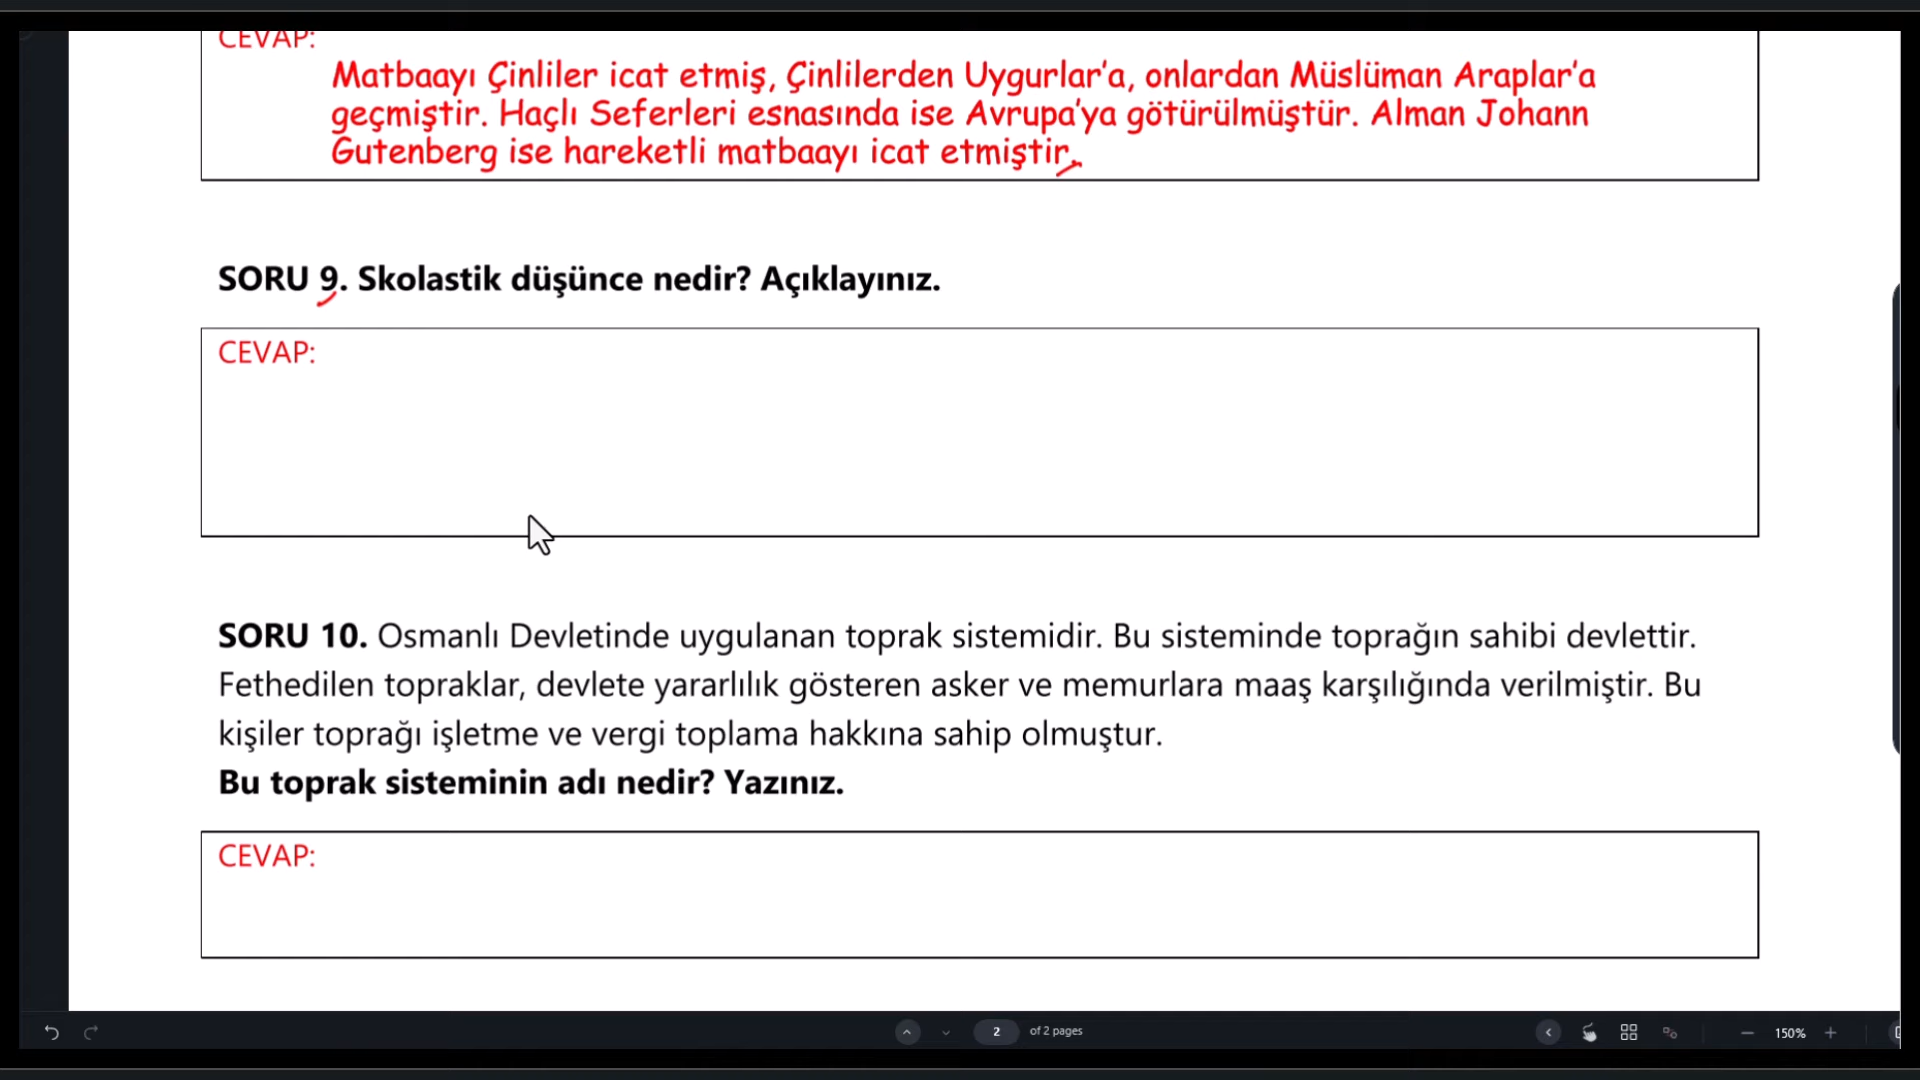 CEVAP:
Matbaayı Çinliler icat etmiş, Çinlilerden Uygurlar'a, onlardan Müslüman Araplar'a
geçmiştir. Haçlı Seferleri esnasında ise Avrupa'ya götürülmüştür. Alman Johann
Gutenberg ise hareketli matbaayı icat etmiştir.
SORU 9. Skolastik düşünce nedir? Açıklayınız.
CEVAP:
SORU 10. Osmanlı Devletinde uygulanan toprak sistemidir. Bu sisteminde toprağın sahibi devlettir.
Fethedilen topraklar, devlete yararlılık gösteren asker ve memurlara maaş karşılığında verilmiştir. Bu
kişiler toprağı işletme ve vergi toplama hakkına sahip olmuştur.
Bu toprak sisteminin adı nedir? Yazınız.
CEVAP:
2 of 2 pages
150%